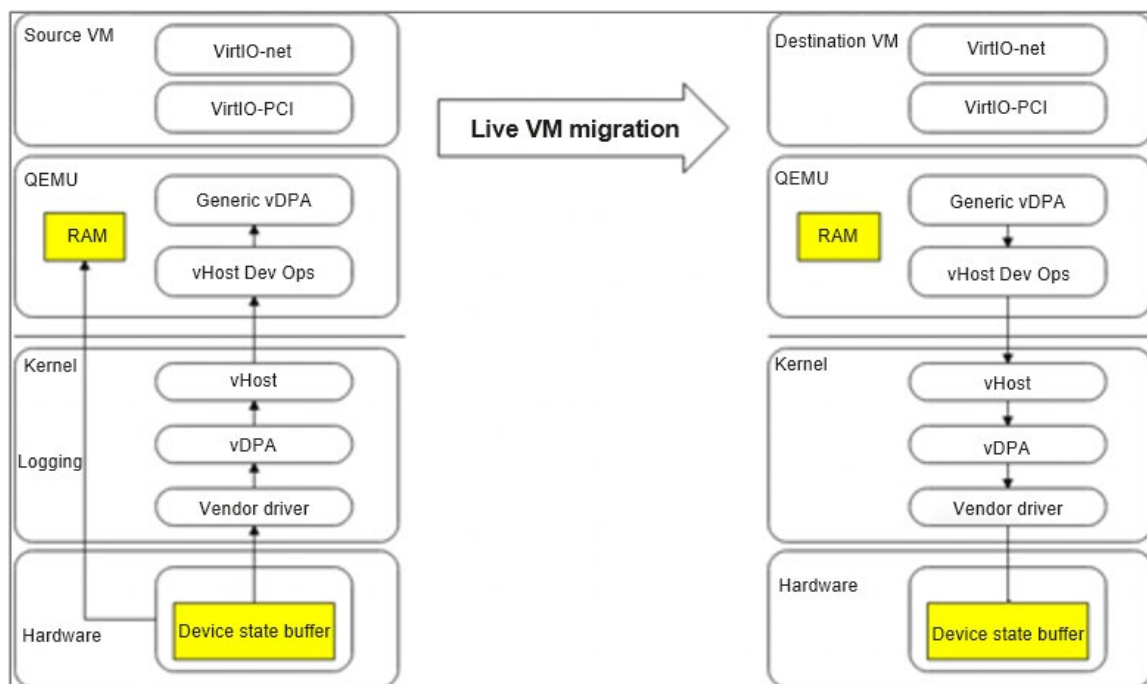 Source VM
VirtIO-net
VirtIO-PCI
QEMU
Generic vDPA
RAM
vHost Dev Ops
Kernel
vHost
Logging
vDPA
Vendor driver
Hardware
Device state buffer
Live VM migration
Destination VM
VirtIO-net
VirtIO-PCI
QEMU
Generic vDPA
RAM
vHost Dev Ops
Kernel
vHost
vDPA
Vendor driver
Hardware
Device state buffer